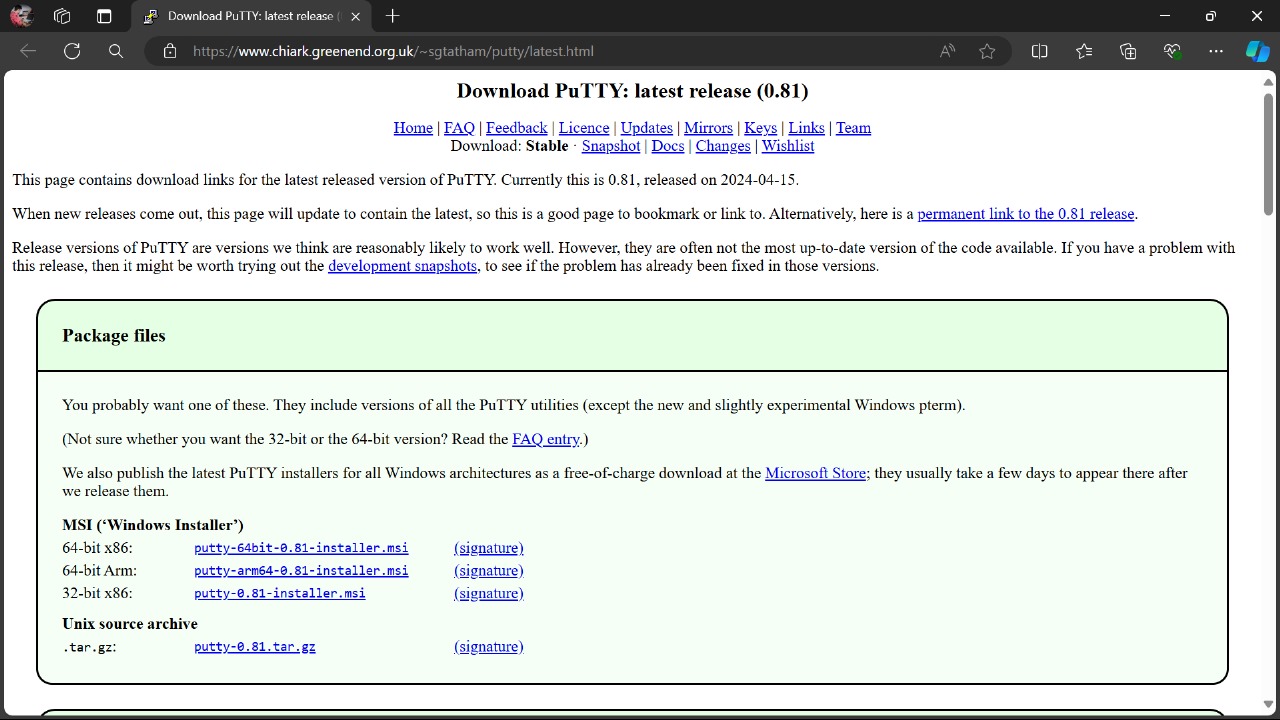 Download PuTTY: latest release (
https://www.chiark.greenend.org.uk/~sgtatham/putty/latest.html
Download PuTTY: latest release (0.81)
Home | FAQ | Feedback | Licence | Updates | Mirrors | Keys | Links | Team
Download: Stable · Snapshot | Docs | Changes | Wishlist
This page contains download links for the latest released version of PuTTY. Currently this is 0.81, released on 2024-04-15.
When new releases come out, this page will update to contain the latest, so this is a good page to bookmark or link to. Alternatively, here is a permanent link to the 0.81 release.
Release versions of PuTTY are versions we think are reasonably likely to work well. However, they are often not the most up-to-date version of the code available. If you have a problem with
this release, then it might be worth trying out the development snapshots, to see if the problem has already been fixed in those versions.
Package files
You probably want one of these. They include versions of all the PuTTY utilities (except the new and slightly experimental Windows pterm).
(Not sure whether you want the 32-bit or the 64-bit version? Read the FAQ entry.)
We also publish the latest PuTTY installers for all Windows architectures as a free-of-charge download at the Microsoft Store; they usually take a few days to appear there after
we release them.
MSI (‘Windows Installer’)
64-bit x86: putty-64bit-0.81-installer.msi (signature)
64-bit Arm: putty-arm64-0.81-installer.msi (signature)
32-bit x86: putty-0.81-installer.msi (signature)
Unix source archive
.tar.gz: putty-0.81.tar.gz (signature)